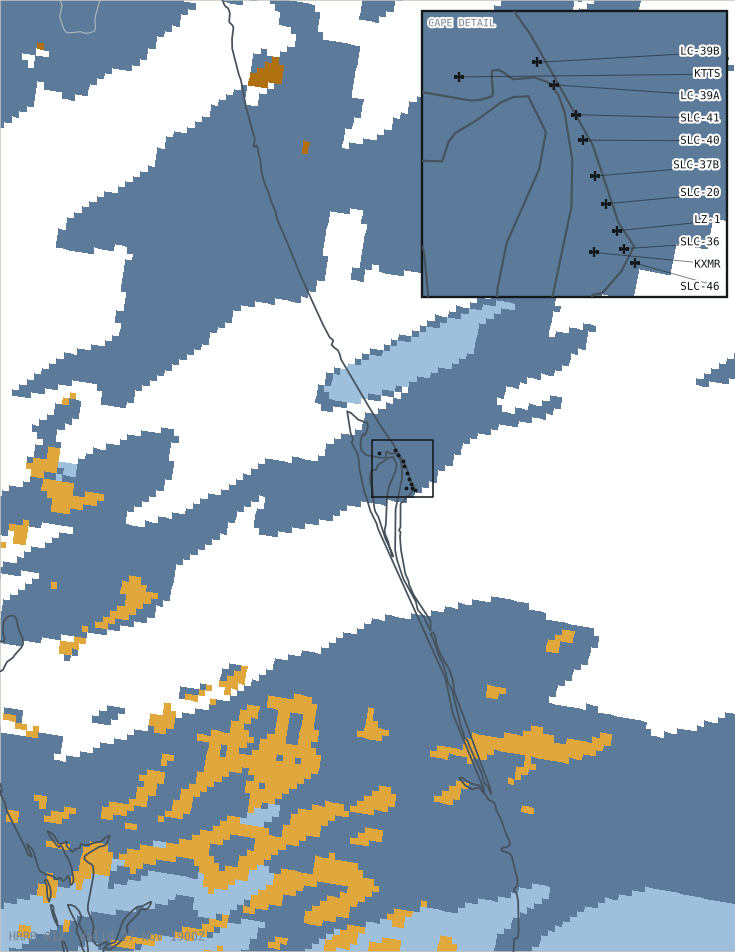 CAPE DETAIL
LC-39B
KTTS
LC-39A
SLC-41
SLC-40
SLC-37B
SLC-20
LZ-1
SLC-36
KXMR
SLC-46
HRRR 1900Z